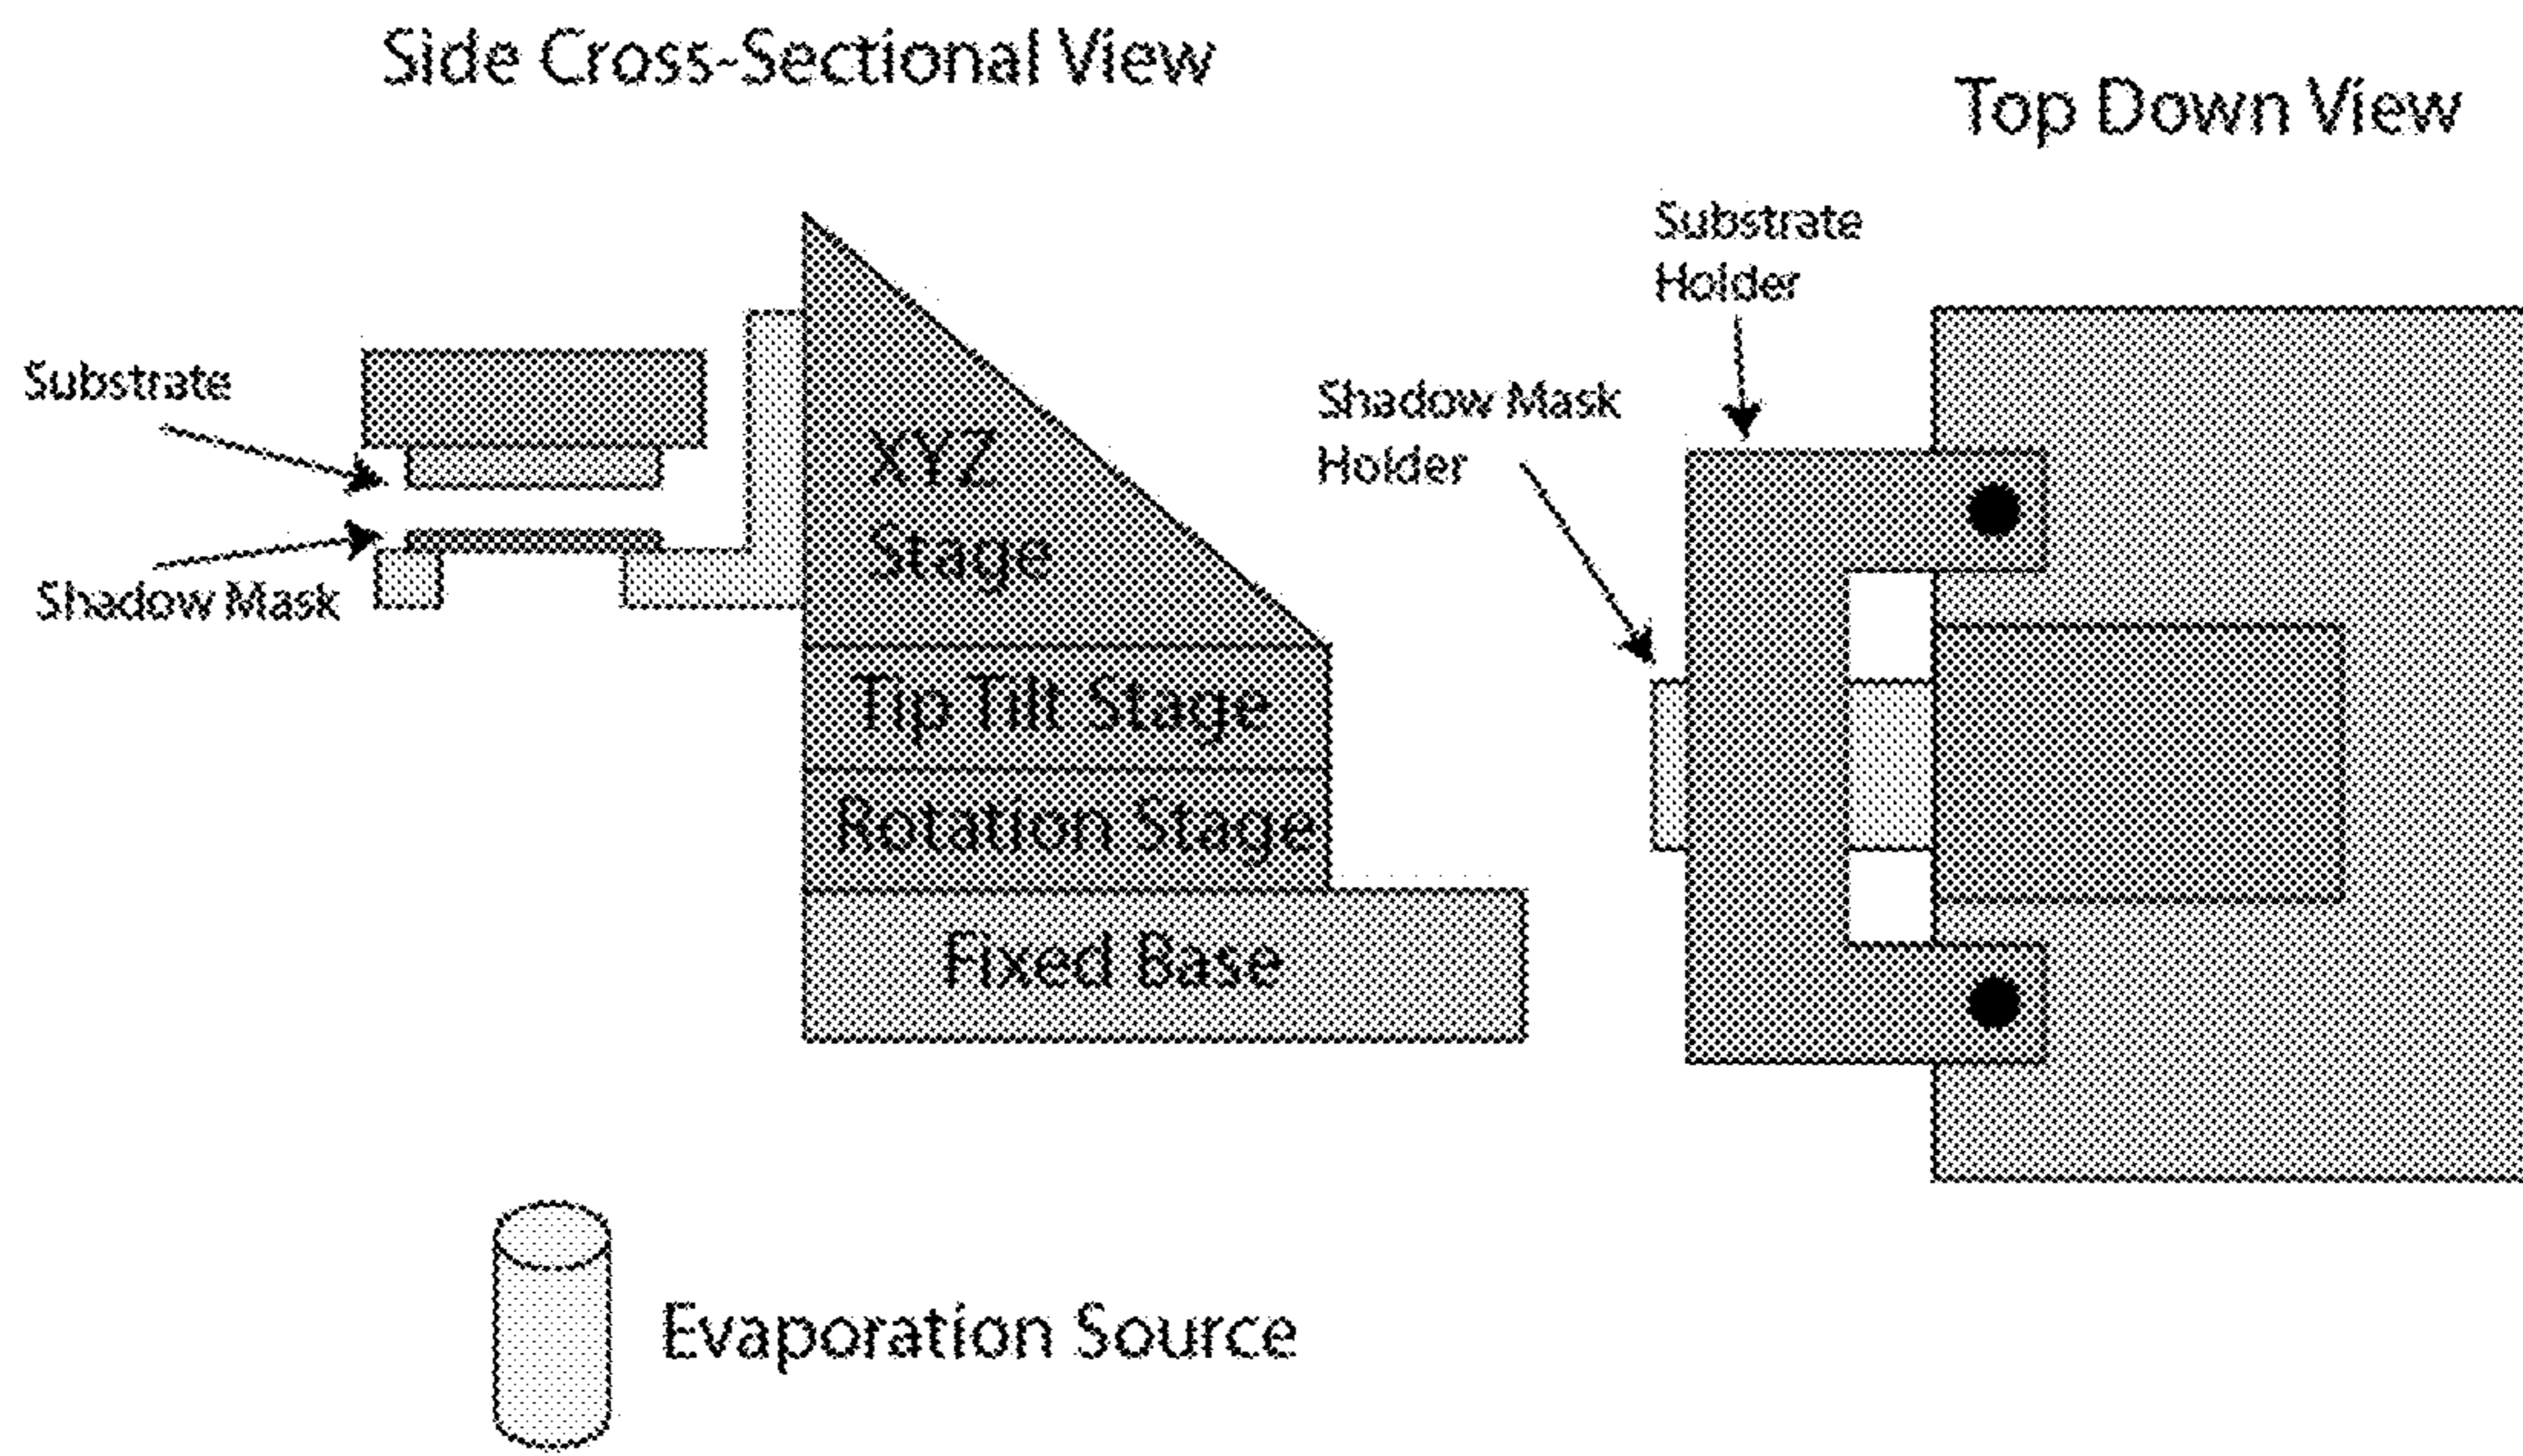 Side Cross-Sectional View
Top Down View
Substrate
Holder
Substrate
Shadow Mask
Holder
XYZ
Stage
Shadow Mask
Tip Tilt Stage
Rotation Stage
Fixed Base
Evaporation Source